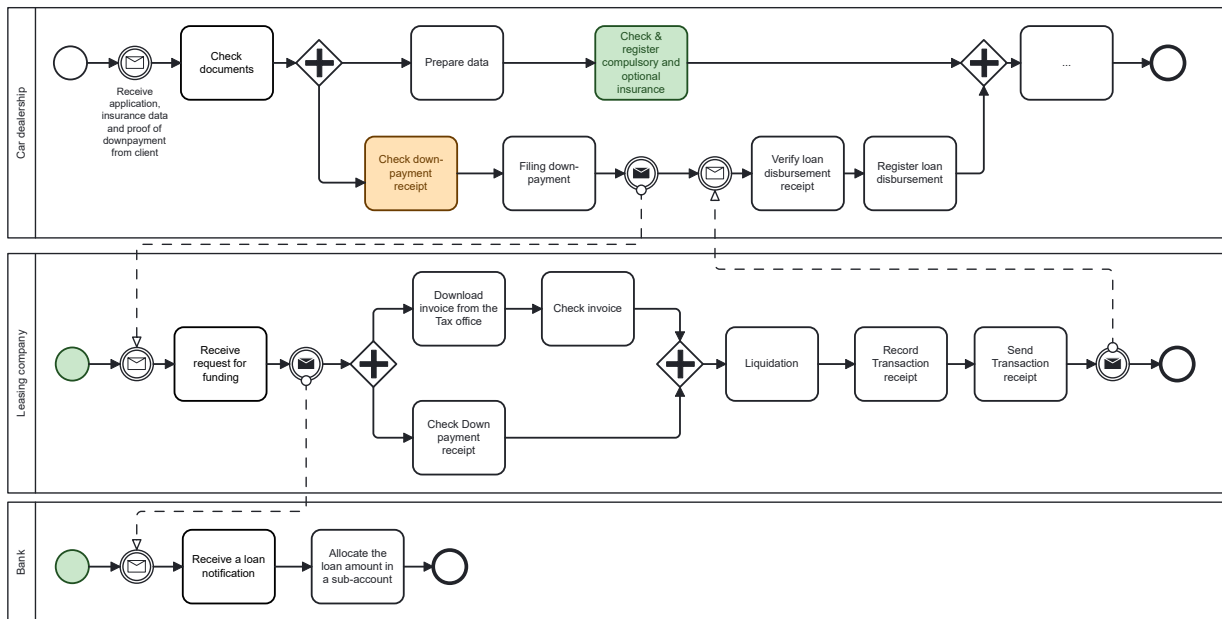 Car dealership
Receive
application,
insurance data
and proof of
downpayment
from client
Check
documents
Prepare data
Check &
register
compulsory and
optional
insurance
...
Check down-
payment
receipt
Filing down-
payment
Verify loan
disbursement
receipt
Register loan
disbursement
Leasing company
Receive
request for
funding
Download
invoice from the
Tax office
Check invoice
Check Down
payment
receipt
Liquidation
Record
Transaction
receipt
Send
Transaction
receipt
Bank
Receive a loan
notification
Allocate the
loan amount in
a sub-account